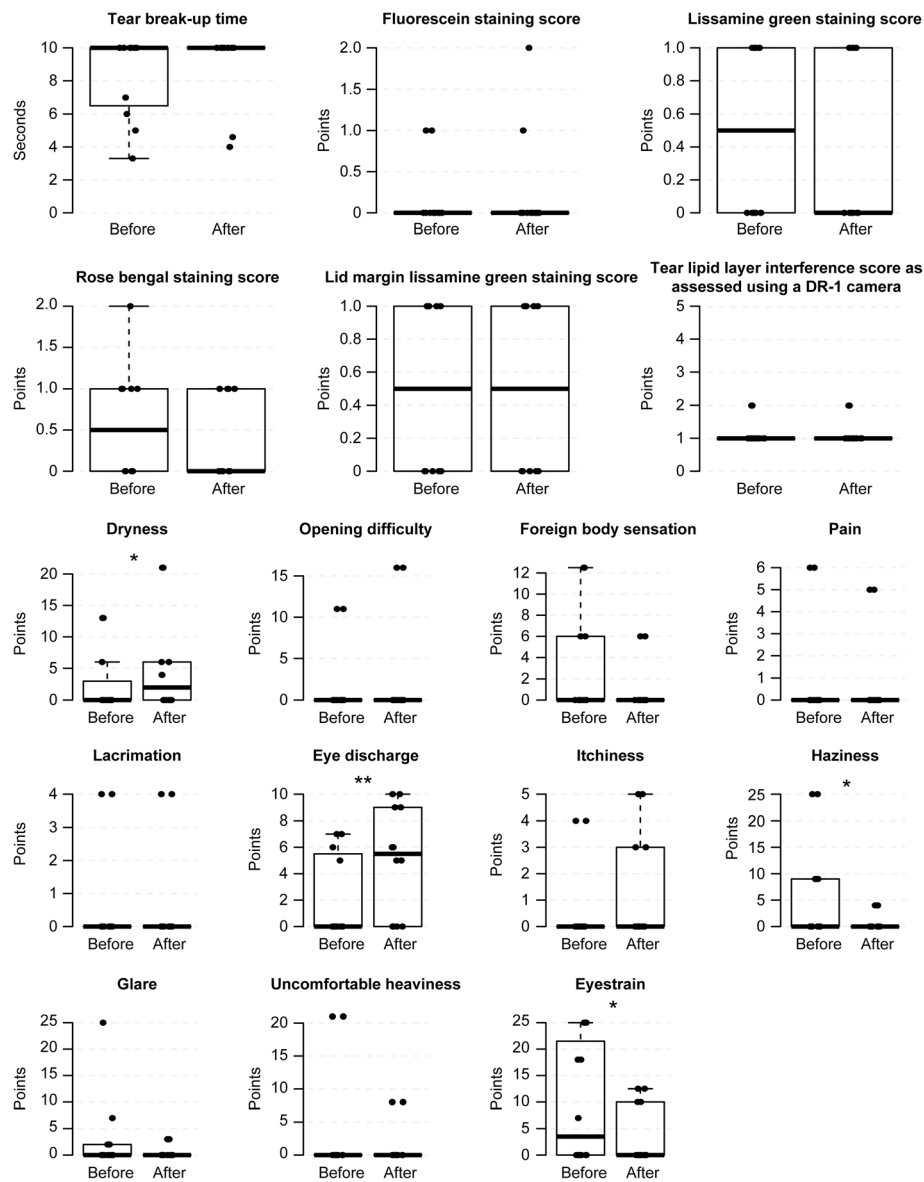 Tear break-up time
Fluorescein staining score
Lissamine green staining score
Seconds
10
8
6
4
2
0
Before
After
Points
2.0
1.5
1.0
0.5
0
Before
After
Points
1.0
0.8
0.6
0.4
0.2
0
Before
After
Rose bengal staining score
Lid margin lissamine green staining score
Tear lipid layer interference score as
assessed using a DR-1 camera
Points
2.0
1.5
1.0
0.5
0
Before
After
Points
1.0
0.8
0.6
0.4
0.2
0
Before
After
Points
5
4
3
2
1
0
Before
After
Dryness
Opening difficulty
Foreign body sensation
Pain
*
Points
20
15
10
5
0
Before
After
Points
15
10
5
0
Before
After
Points
12
10
8
6
4
2
0
Before
After
Points
6
5
4
3
2
1
0
Before
After
Lacrimation
Eye discharge
Itchiness
Haziness
Points
4
3
2
1
0
Before
After
**
Points
10
8
6
4
2
0
Before
After
Points
5
4
3
2
1
0
Before
After
*
Points
25
20
15
10
5
0
Before
After
Glare
Uncomfortable heaviness
Eyestrain
Points
25
20
15
10
5
0
Before
After
Points
20
15
10
5
0
Before
After
*
Points
25
20
15
10
5
0
Before
After